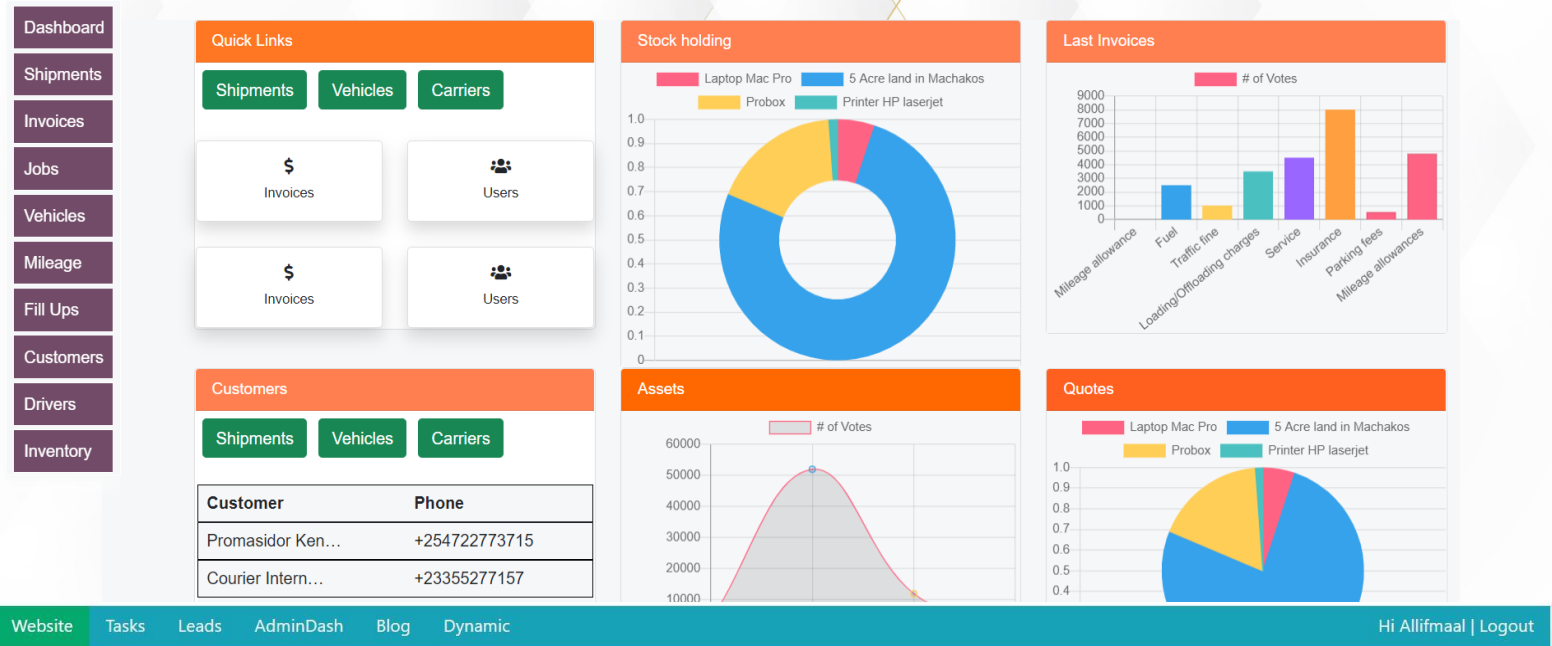 Dashboard
Shipments
Invoices
Jobs
Vehicles
Mileage
Fill Ups
Customers
Drivers
Inventory
Quick Links
Shipments Vehicles Carriers
$
Invoices
Users
$
Invoices
Users
Stock holding
Laptop Mac Pro 5 Acre land in Machakos
Probox Printer HP laserjet
1.0
0.9
0.8
0.7
0.6
0.5
0.4
0.3
0.2
0.1
0
Last Invoices
# of Votes
9000
8000
7000
6000
5000
4000
3000
2000
1000
0
Mileage allowance
Fuel
Traffic fine
Loading/Offloading charges
Service
Insurance
Parking fees
Mileage allowances
Customers
Shipments Vehicles Carriers
Customer Phone
Promasidor Ken... +254722773715
Courier Intern... +23355277157
Assets
# of Votes
60000
50000
40000
30000
20000
10000
Quotes
Laptop Mac Pro 5 Acre land in Machakos
Probox Printer HP laserjet
1.0
0.9
0.8
0.7
0.6
0.5
0.4
Website Tasks Leads AdminDash Blog Dynamic Hi Allifmaal | Logout